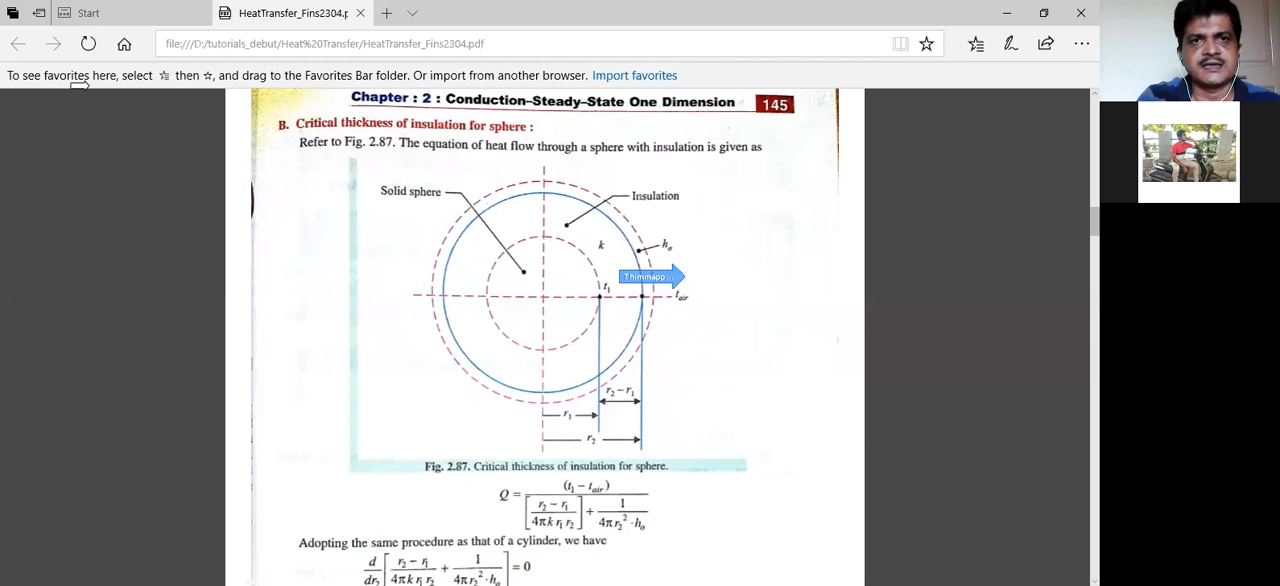 Start
HeatTransfer_Fins2304.p
file:///D:/tutorials_debut/Heat%20Transfer/HeatTransfer_Fins2304.pdf
To see favorites here, select then ☆, and drag to the Favorites Bar folder. Or import from another browser. Import favorites
Chapter : 2 : Conduction–Steady–State One Dimension 145
B. Critical thickness of insulation for sphere :
Refer to Fig. 2.87. The equation of heat flow through a sphere with insulation is given as
Solid sphere
Insulation
k
hₒ
Thimmapp...
t₁
t_air
r₂ – r₁
r₁
r₂
Fig. 2.87. Critical thickness of insulation for sphere.
Q = (t₁ – t_air) / [(r₂ – r₁) / (4πk r₁ r₂)] + 1 / (4πr₂² · hₒ)
Adopting the same procedure as that of a cylinder, we have
d/dr₂ [(r₂ – r₁) / (4πk r₁ r₂) + 1 / (4πr₂² · hₒ)] = 0